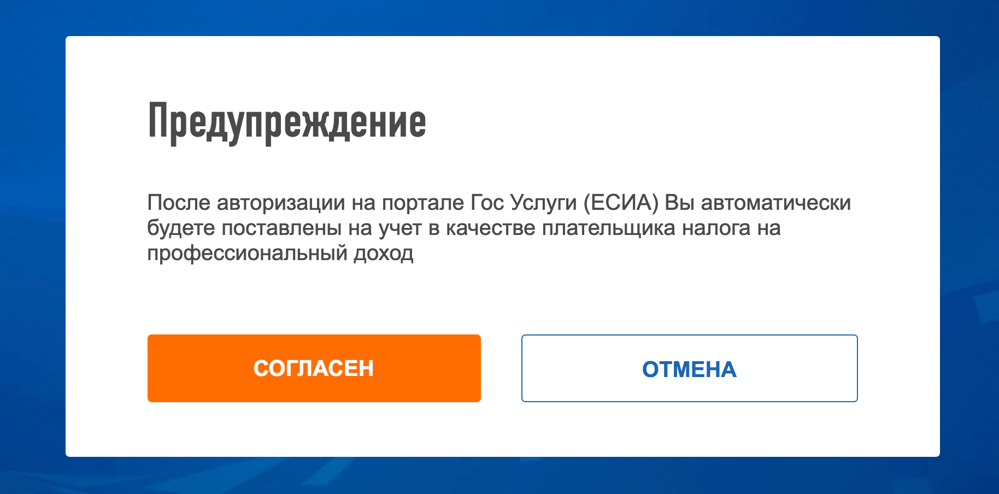 Предупреждение
После авторизации на портале Гос Услуги (ЕСИА) Вы автоматически
будете поставлены на учет в качестве плательщика налога на
профессиональный доход
СОГЛАСЕН
ОТМЕНА